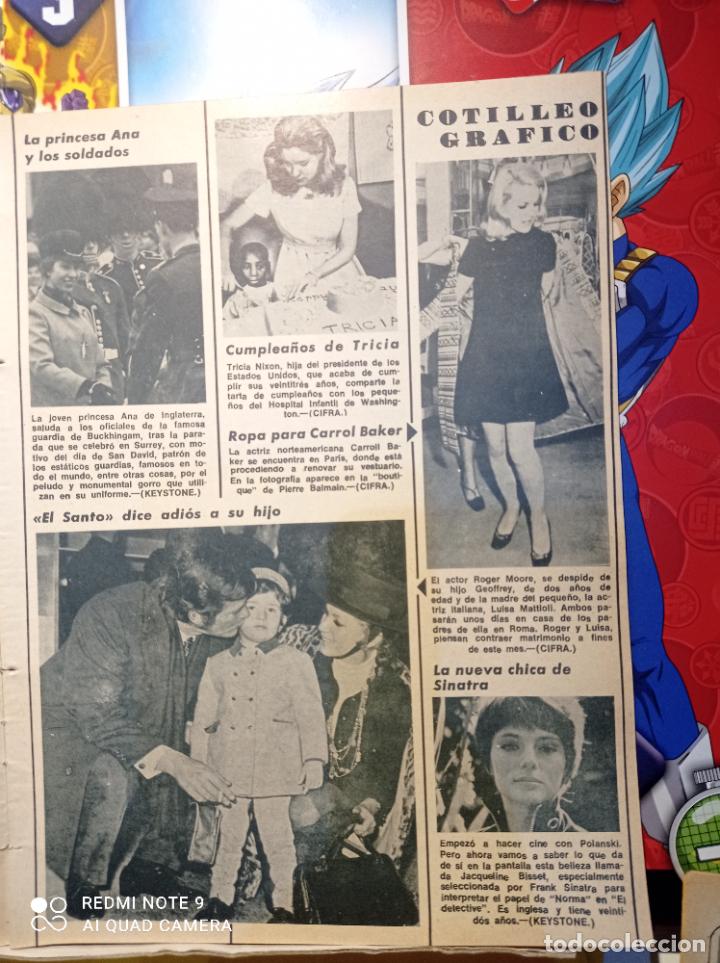 La princesa Ana
y los soldados
La joven princesa Ana de Inglaterra,
saluda a los oficiales de la famosa
guardia de Buckhingam, tras la para-
da que se celebró en Surrey, con mo-
tivo del día de San David, patrón de
los estáticos guardias, famosos en to-
do el mundo, entre otras cosas, por el
peludo y monumental gorro que utili-
zan en su uniforme.—(KEYSTONE.)
TRICIA
Cumpleaños de Tricia
Tricia Nixon, hija del presidente de los
Estados Unidos, que acaba de cum-
plir sus veintitrés años, comparte la
tarta de cumpleaños con los peque-
ños del Hospital Infantil de Washing-
ton.—(CIFRA.)
Ropa para Carrol Baker
La actriz norteamericana Carroll Ba-
ker se encuentra en París, donde está
procediendo a renovar su vestuario.
En la fotografía aparece en la "bouti-
que" de Pierre Balmain.—(CIFRA.)
COTILLEO
GRAFICO
«El Santo» dice adiós a su hijo
El actor Roger Moore, se despide de
su hijo Geoffrey, de dos años de
edad y de la madre del pequeño, la ac-
triz italiana, Luisa Mattioli. Ambos pa-
sarán unos días en casa de los pa-
dres de ella en Roma. Roger y Luisa,
piensan contraer matrimonio a fines
de este mes.—(CIFRA.)
La nueva chica de
Sinatra
Empezó a hacer cine con Polanski.
Pero ahora vamos a saber lo que da
de sí en la pantalla esta belleza llama-
da Jacqueline Bisset, especialmente
seleccionada por Frank Sinatra para
interpretar el papel de "Norma" en "El
detective". Es inglesa y tiene veinti-
dós años.—(KEYSTONE.)
REDMI NOTE 9
AI QUAD CAMERA
todocoleccion.net